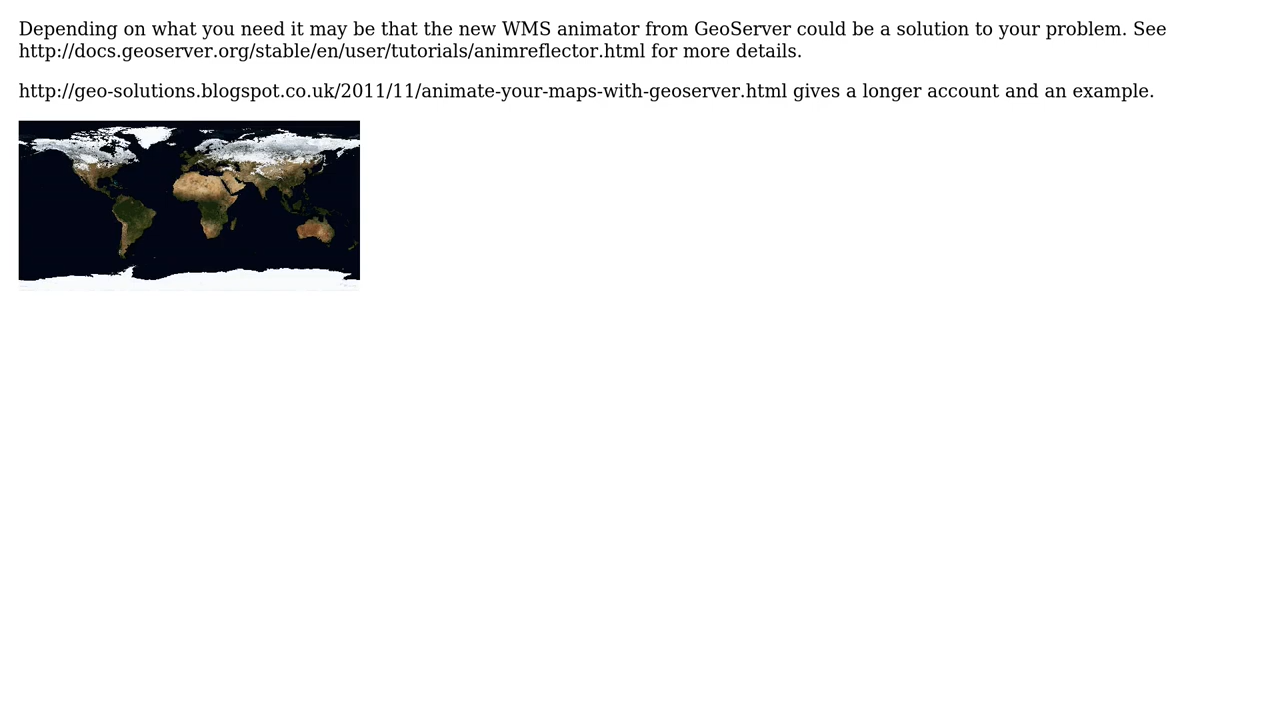 Depending on what you need it may be that the new WMS animator from GeoServer could be a solution to your problem. See
http://docs.geoserver.org/stable/en/user/tutorials/animreflector.html for more details.
http://geo-solutions.blogspot.co.uk/2011/11/animate-your-maps-with-geoserver.html gives a longer account and an example.